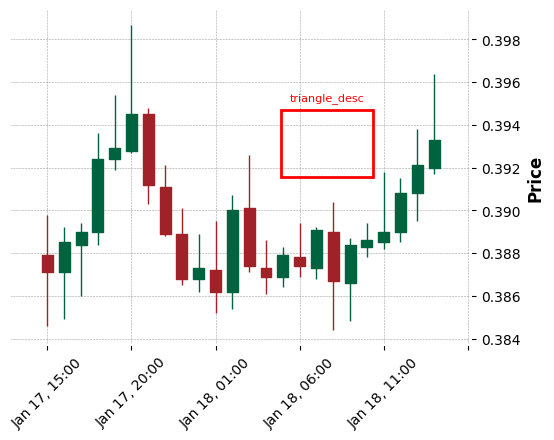 0.398
0.396
triangle_desc
0.394
0.392
Price
0.390
0.388
0.386
0.384
Jan 17, 15:00
Jan 17, 20:00
Jan 18, 01:00
Jan 18, 06:00
Jan 18, 11:00